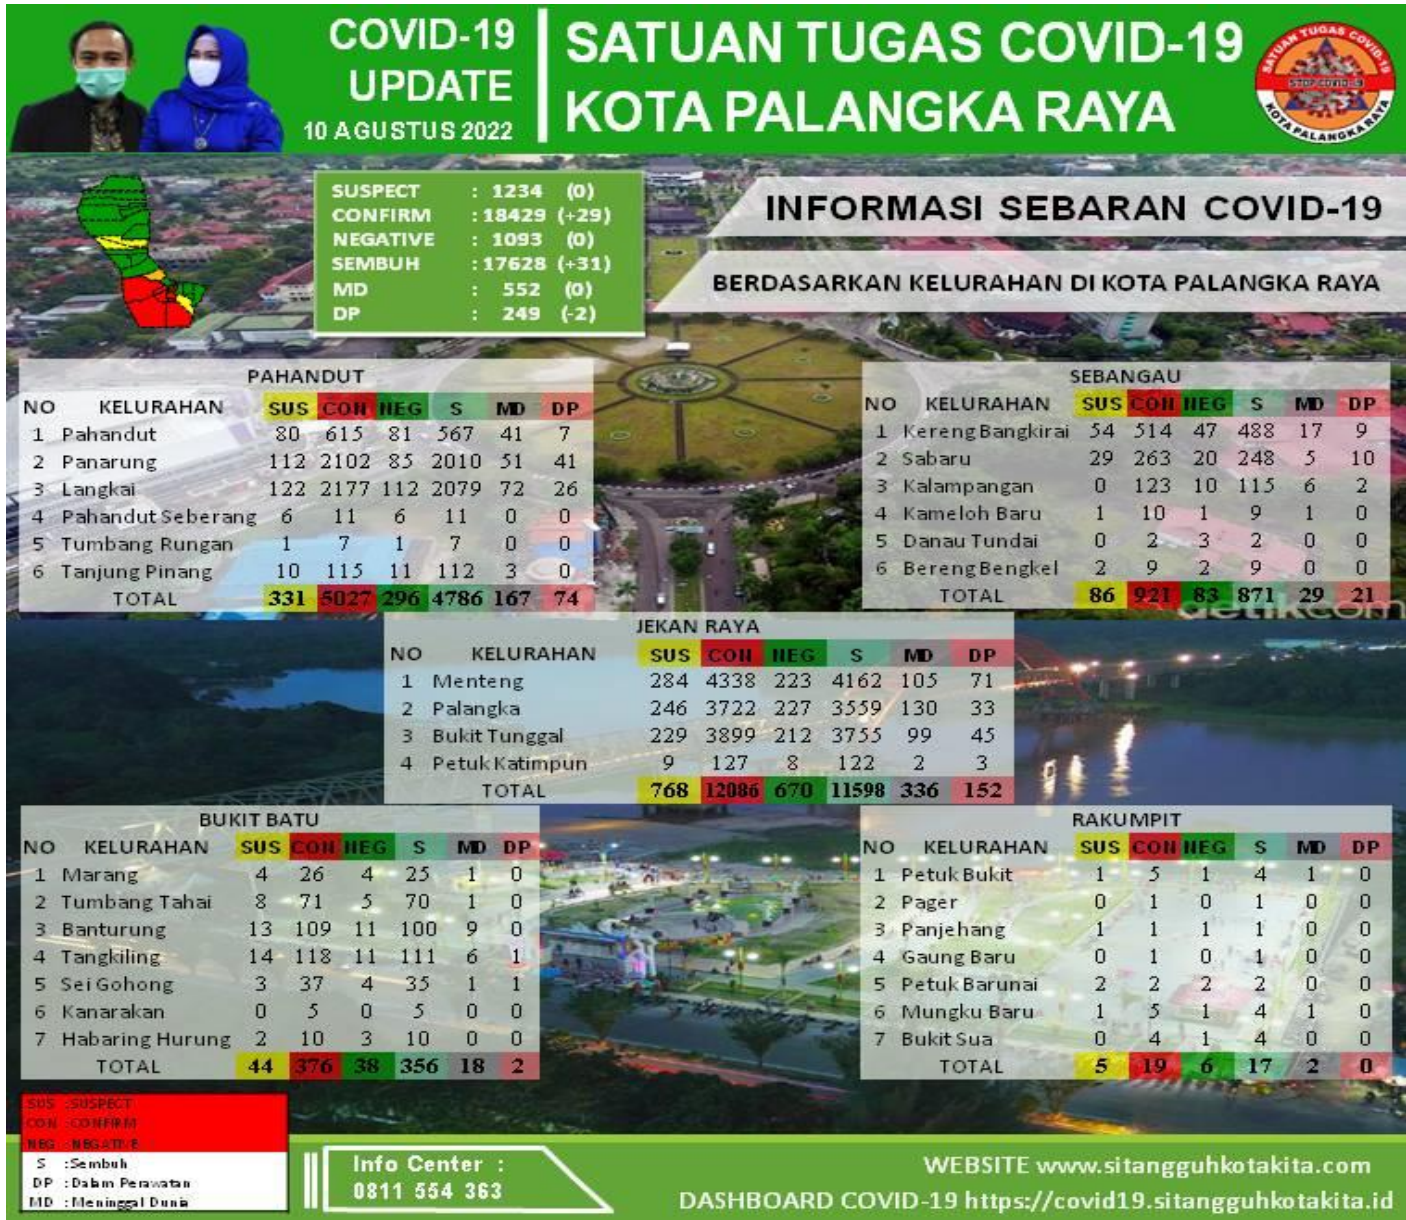 COVID-19
UPDATE
10 AGUSTUS 2022
SATUAN TUGAS COVID-19
KOTA PALANGKA RAYA
SATUAN TUGAS COVID-19
STOP COVID-19
KOTA PALANGKA RAYA
SUSPECT : 1234 (0)
CONFIRM : 18429 (+29)
NEGATIVE : 1093 (0)
SEMBUH : 17628 (+31)
MD : 552 (0)
DP : 249 (-2)
INFORMASI SEBARAN COVID-19
BERDASARKAN KELURAHAN DI KOTA PALANGKA RAYA
PAHANDUT
NO KELURAHAN SUS CON NEG S MD DP
1 Pahandut 80 615 81 567 41 7
2 Panarung 112 2102 85 2010 51 41
3 Langkai 122 2177 112 2079 72 26
4 Pahandut Seberang 6 11 6 11 0 0
5 Tumbang Rungan 1 7 1 7 0 0
6 Tanjung Pinang 10 115 11 112 3 0
TOTAL 331 5027 296 4786 167 74
SEBANGAU
NO KELURAHAN SUS CON NEG S MD DP
1 Kereng Bangkirai 54 514 47 488 17 9
2 Sabaru 29 263 20 248 5 10
3 Kalampangan 0 123 10 115 6 2
4 Kameloh Baru 1 10 1 9 1 0
5 Danau Tundai 0 2 3 2 0 0
6 Bereng Bengkel 2 9 2 9 0 0
TOTAL 86 921 83 871 29 21
detikcom
JEKAN RAYA
NO KELURAHAN SUS CON NEG S MD DP
1 Menteng 284 4338 223 4162 105 71
2 Palangka 246 3722 227 3559 130 33
3 Bukit Tunggal 229 3899 212 3755 99 45
4 Petuk Katimpun 9 127 8 122 2 3
TOTAL 768 12086 670 11598 336 152
BUKIT BATU
NO KELURAHAN SUS CON NEG S MD DP
1 Marang 4 26 4 25 1 0
2 Tumbang Tahai 8 71 5 70 1 0
3 Banturung 13 109 11 100 9 0
4 Tangkiling 14 118 11 111 6 1
5 Sei Gohong 3 37 4 35 1 1
6 Kanarakan 0 5 0 5 0 0
7 Habaring Hurung 2 10 3 10 0 0
TOTAL 44 376 38 356 18 2
RAKUMPIT
NO KELURAHAN SUS CON NEG S MD DP
1 Petuk Bukit 1 5 1 4 1 0
2 Pager 0 1 0 1 0 0
3 Panjehang 1 1 1 1 0 0
4 Gaung Baru 0 1 0 1 0 0
5 Petuk Barunai 2 2 2 2 0 0
6 Mungku Baru 1 5 1 4 1 0
7 Bukit Sua 0 4 1 4 0 0
TOTAL 5 19 6 17 2 0
SUS : SUSPECT
CON : CONFIRM
NEG : NEGATIVE
S : Sembuh
DP : Dalam Perawatan
MD : Meninggal Dunia
Info Center :
0811 554 363
WEBSITE www.sitangguhkotakita.com
DASHBOARD COVID-19 https://covid19.sitangguhkotakita.id